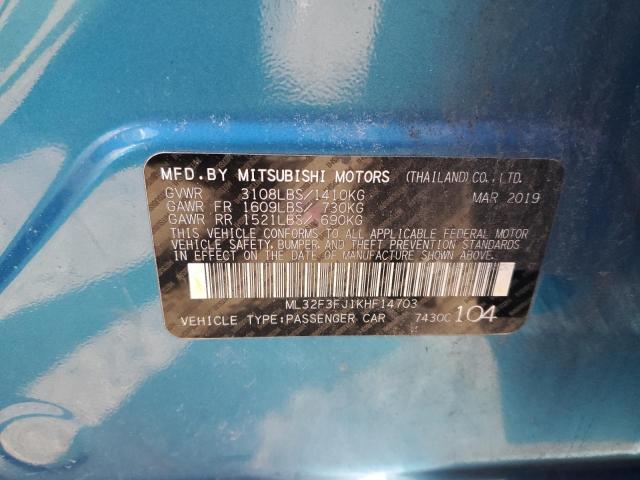 MFD. BY MITSUBISHI MOTORS (THAILAND) CO., LTD.
GVWR 3108LBS/1410KG MAR 2019
GAWR FR 1609LBS/730KG
GAWR RR 1521LBS/690KG
THIS VEHICLE CONFORMS TO ALL APPLICABLE FEDERAL MOTOR
VEHICLE SAFETY, BUMPER, AND THEFT PREVENTION STANDARDS
IN EFFECT ON THE DATE OF MANUFACTURE SHOWN ABOVE.
ML32F3FJ1KHF14703
VEHICLE TYPE:PASSENGER CAR 7430C 104